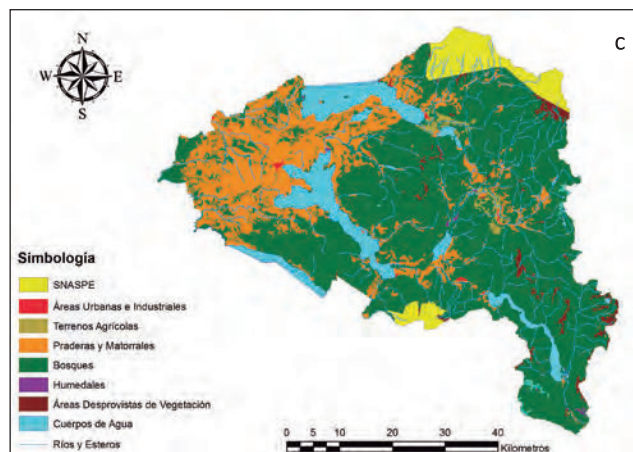 C
N
W E
S
Simbología
SNASPE
Áreas Urbanas e Industriales
Terrenos Agrícolas
Praderas y Matorrales
Bosques
Humedales
Áreas Desprovistas de Vegetación
Cuérpos de Agua
Ríos y Esteros
0 5 10 20 30 40
Kilometros